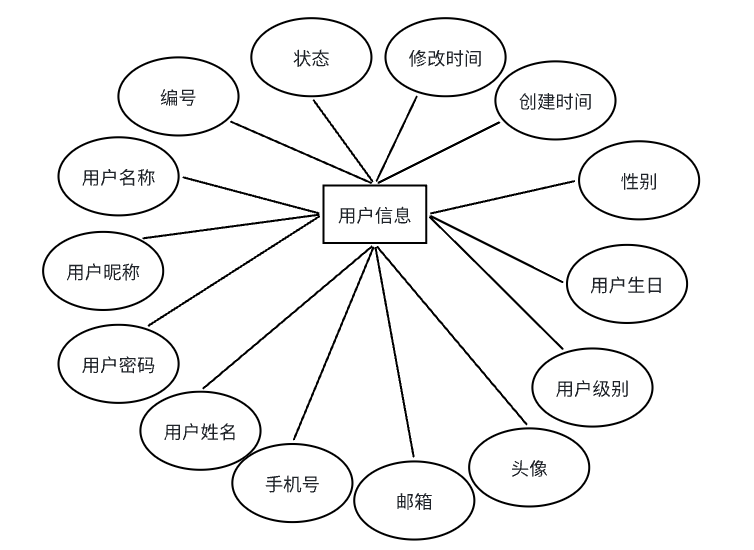 状态
修改时间
编号
创建时间
用户名称
性别
用户信息
用户昵称
用户生日
用户密码
用户级别
用户姓名
头像
手机号
邮箱